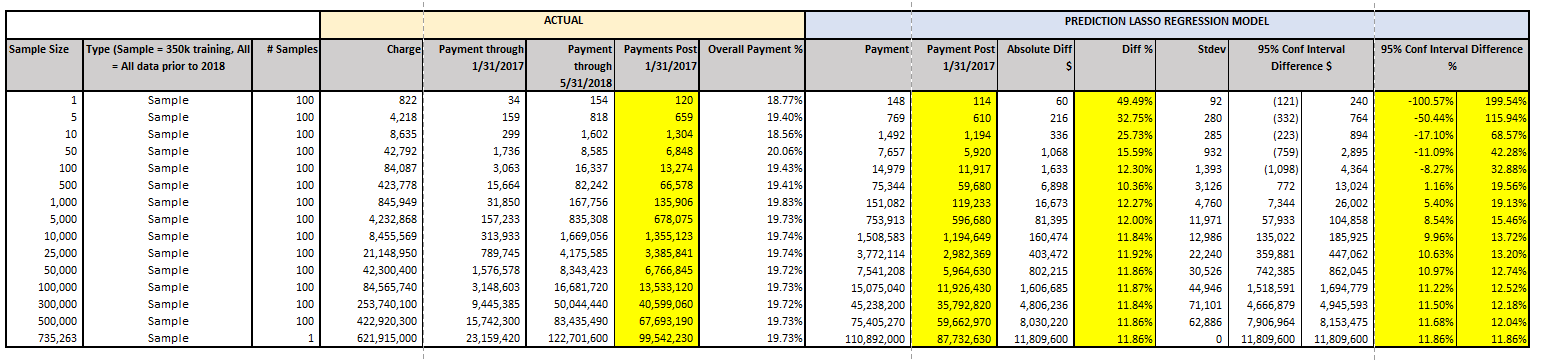 ACTUAL PREDICTION LASSO REGRESSION MODEL
Sample Size Type (Sample = 350k training, All = All data prior to 2018 # Samples Charge Payment through 1/31/2017 Payment through 5/31/2018 Payments Post 1/31/2017 Overall Payment % Payment Payment Post 1/31/2017 Absolute Diff $ Diff % Stdev 95% Conf Interval Difference $ 95% Conf Interval Difference %
1 Sample 100 822 34 154 120 18.77% 148 114 60 49.49% 92 (121) 240 -100.57% 199.54%
5 Sample 100 4,218 159 818 659 19.40% 769 610 216 32.75% 280 (332) 764 -50.44% 115.94%
10 Sample 100 8,635 299 1,602 1,304 18.56% 1,492 1,194 336 25.73% 285 (223) 894 -17.10% 68.57%
50 Sample 100 42,792 1,736 8,585 6,848 20.06% 7,657 5,920 1,068 15.59% 932 (759) 2,895 -11.09% 42.28%
100 Sample 100 84,087 3,063 16,337 13,274 19.43% 14,979 11,917 1,633 12.30% 1,393 (1,098) 4,364 -8.27% 32.88%
500 Sample 100 423,778 15,664 82,242 66,578 19.41% 75,344 59,680 6,898 10.36% 3,126 772 13,024 1.16% 19.56%
1,000 Sample 100 845,949 31,850 167,756 135,906 19.83% 151,082 119,233 16,673 12.27% 4,760 7,344 26,002 5.40% 19.13%
5,000 Sample 100 4,232,868 157,233 835,308 678,075 19.73% 753,913 596,680 81,395 12.00% 11,971 57,933 104,858 8.54% 15.46%
10,000 Sample 100 8,455,569 313,933 1,669,056 1,355,123 19.74% 1,508,583 1,194,649 160,474 11.84% 12,986 135,022 185,925 9.96% 13.72%
25,000 Sample 100 21,148,950 789,745 4,175,585 3,385,841 19.74% 3,772,114 2,982,369 403,472 11.92% 22,240 359,881 447,062 10.63% 13.20%
50,000 Sample 100 42,300,400 1,576,578 8,343,423 6,766,845 19.72% 7,541,208 5,964,630 802,215 11.86% 30,526 742,385 862,045 10.97% 12.74%
100,000 Sample 100 84,565,740 3,148,603 16,681,720 13,533,120 19.73% 15,075,040 11,926,430 1,606,685 11.87% 44,946 1,518,591 1,694,779 11.22% 12.52%
300,000 Sample 100 253,740,100 9,445,385 50,044,440 40,599,060 19.72% 45,238,200 35,792,820 4,806,236 11.84% 71,101 4,666,879 4,945,593 11.50% 12.18%
500,000 Sample 100 422,920,300 15,742,300 83,435,490 67,693,190 19.73% 75,405,270 59,662,970 8,030,220 11.86% 62,886 7,906,964 8,153,475 11.68% 12.04%
735,263 Sample 1 621,915,000 23,159,420 122,701,600 99,542,230 19.73% 110,892,000 87,732,630 11,809,600 11.86% 0 11,809,600 11,809,600 11.86% 11.86%